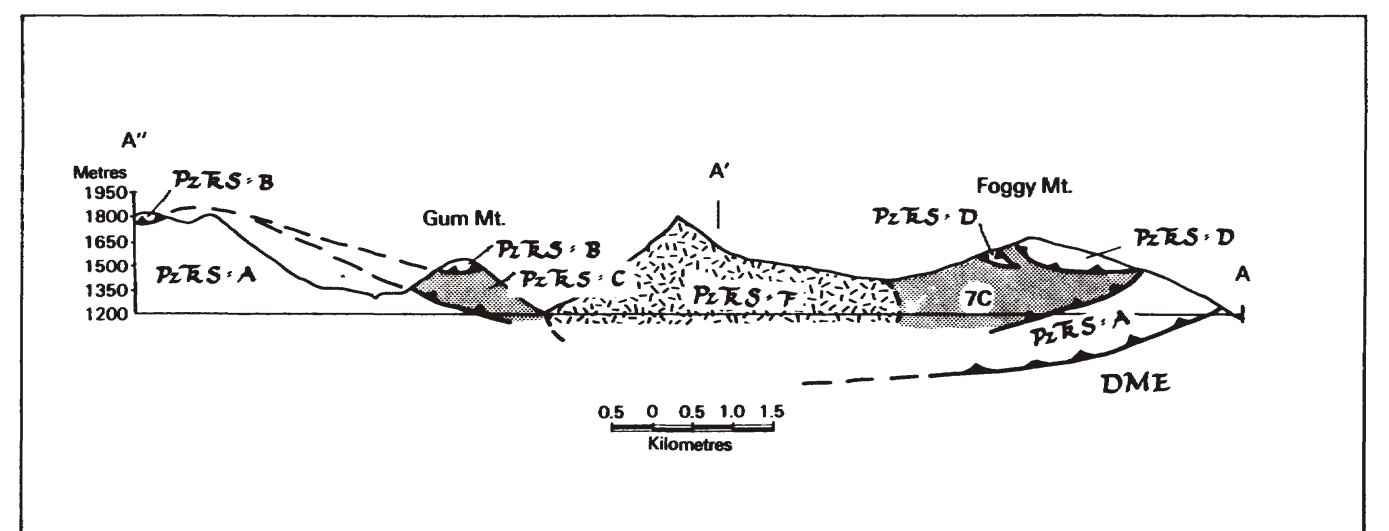 A''
Metres
1950
1800
1650
1500
1350
1200
PzTRS=B
PzTRS=A
Gum Mt.
PzTRS=B
PzTRS=C
A'
PzTRS=F
Foggy Mt.
PzTRS=D
PzTRS=D
7C
A
PzTRS=A
DME
0.5 0 0.5 1.0 1.5
Kilometres